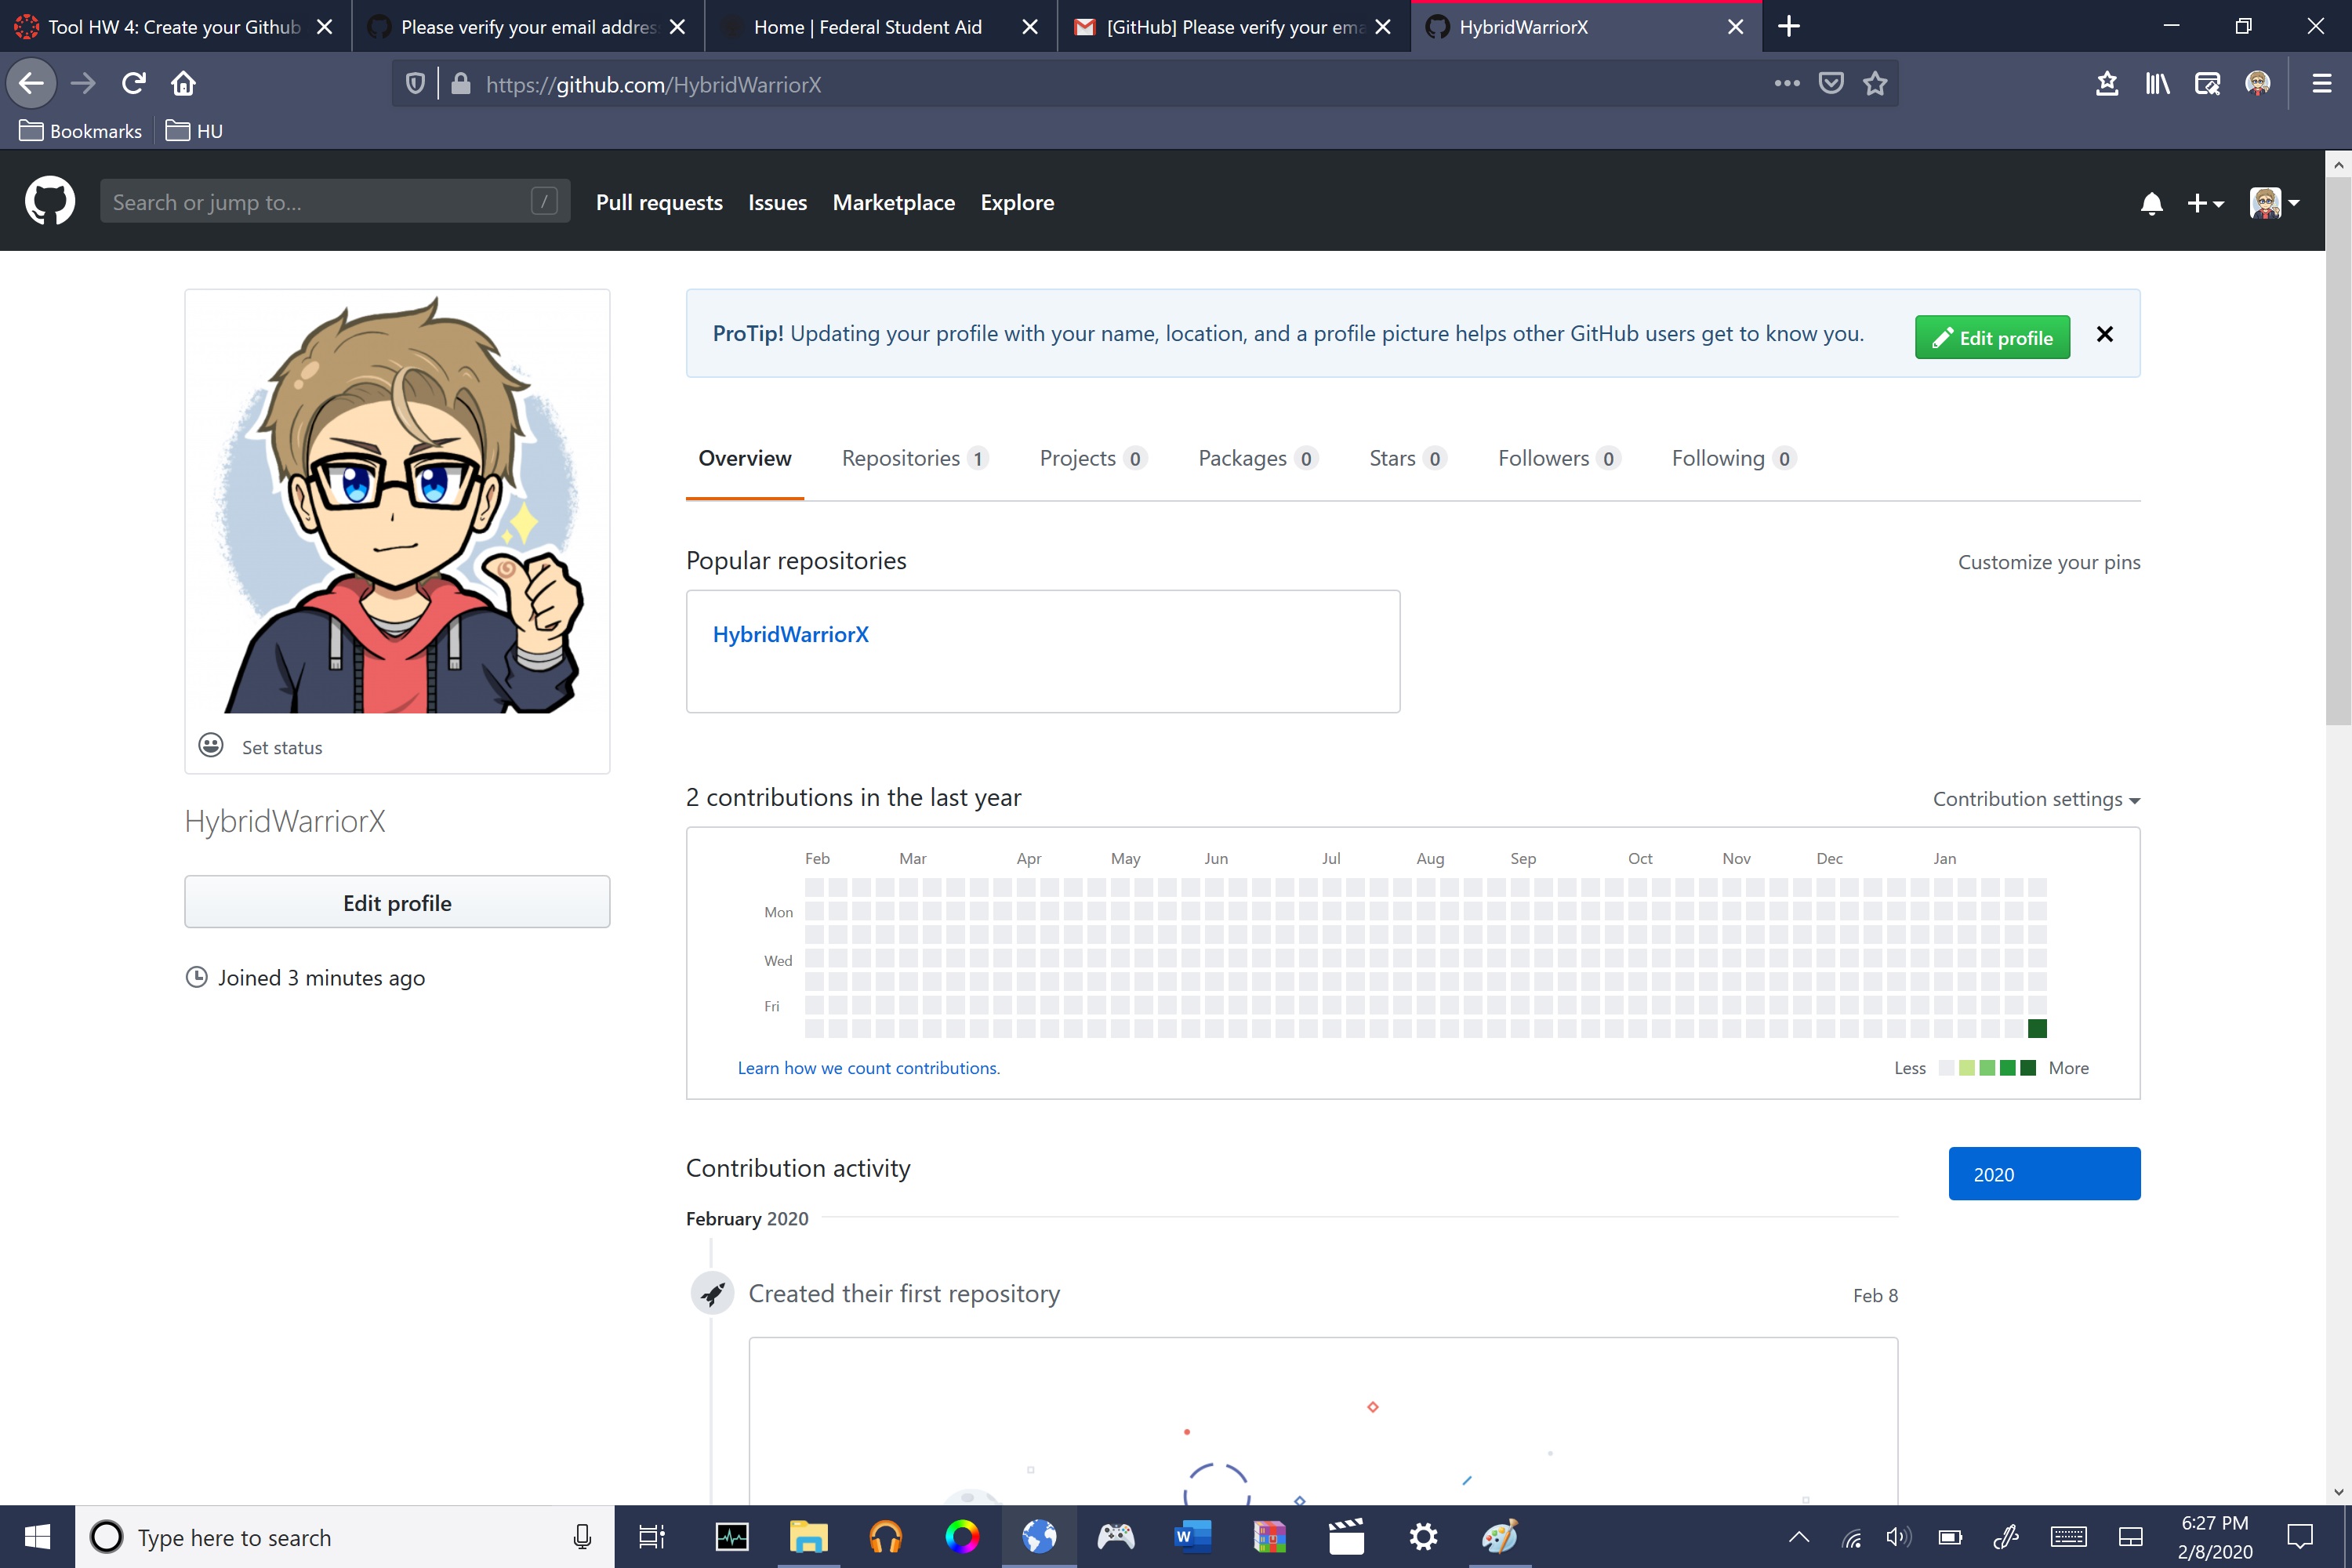 Tool HW 4: Create your Github
Please verify your email addres
Home | Federal Student Aid
[GitHub] Please verify your ema
HybridWarriorX
https://github.com/HybridWarriorX
Bookmarks
HU
Search or jump to...
/
Pull requests
Issues
Marketplace
Explore
ProTip! Updating your profile with your name, location, and a profile picture helps other GitHub users get to know you.
Edit profile
Overview
Repositories 1
Projects 0
Packages 0
Stars 0
Followers 0
Following 0
Set status
HybridWarriorX
Edit profile
Joined 3 minutes ago
Popular repositories
Customize your pins
HybridWarriorX
2 contributions in the last year
Contribution settings
Feb Mar Apr May Jun Jul Aug Sep Oct Nov Dec Jan
Mon
Wed
Fri
Learn how we count contributions.
Less
More
Contribution activity
2020
February 2020
Created their first repository
Feb 8
Type here to search
W
6:27 PM
2/8/2020